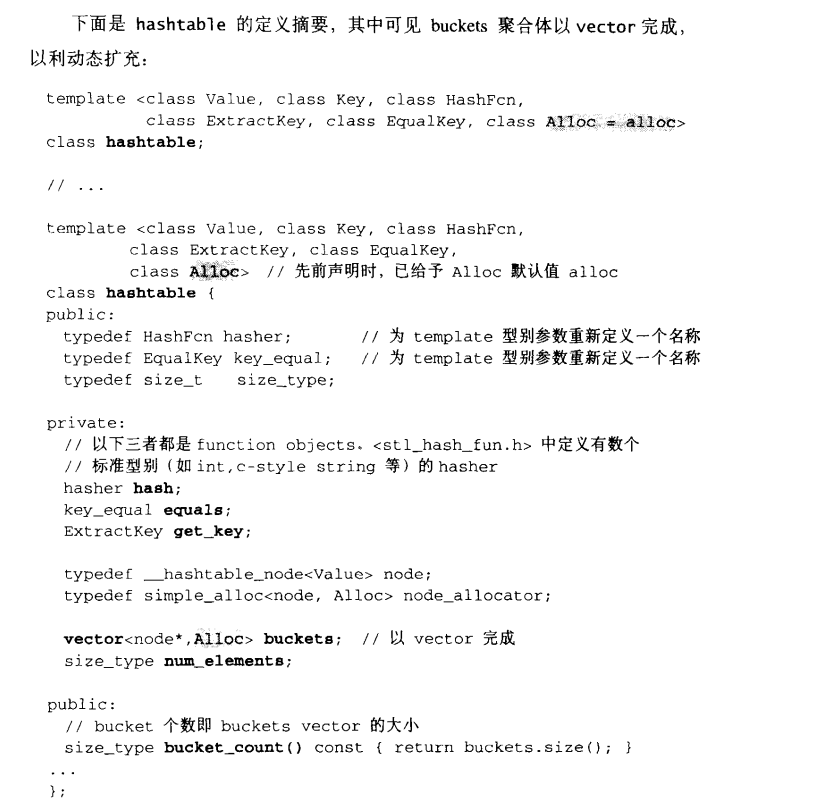 下面是 hashtable 的定义摘要，其中可见 buckets 聚合体以 vector 完成，
以利动态扩充：
template <class Value, class Key, class HashFcn,
          class ExtractKey, class EqualKey, class Alloc = alloc>
class hashtable;
// ...
template <class Value, class Key, class HashFcn,
         class ExtractKey, class EqualKey,
         class Alloc>  // 先前声明时，已给予 Alloc 默认值 alloc
class hashtable {
public:
  typedef HashFcn hasher;        // 为 template 型别参数重新定义一个名称
  typedef EqualKey key_equal;    // 为 template 型别参数重新定义一个名称
  typedef size_t    size_type;
private:
  // 以下三者都是 function objects。<stl_hash_fun.h> 中定义有数个
  // 标准型别（如 int,c-style string 等）的 hasher
  hasher hash;
  key_equal equals;
  ExtractKey get_key;
  typedef __hashtable_node<Value> node;
  typedef simple_alloc<node, Alloc> node_allocator;
  vector<node*,Alloc> buckets;  // 以 vector 完成
  size_type num_elements;
public:
  // bucket 个数即 buckets vector 的大小
  size_type bucket_count() const { return buckets.size(); }
...
};